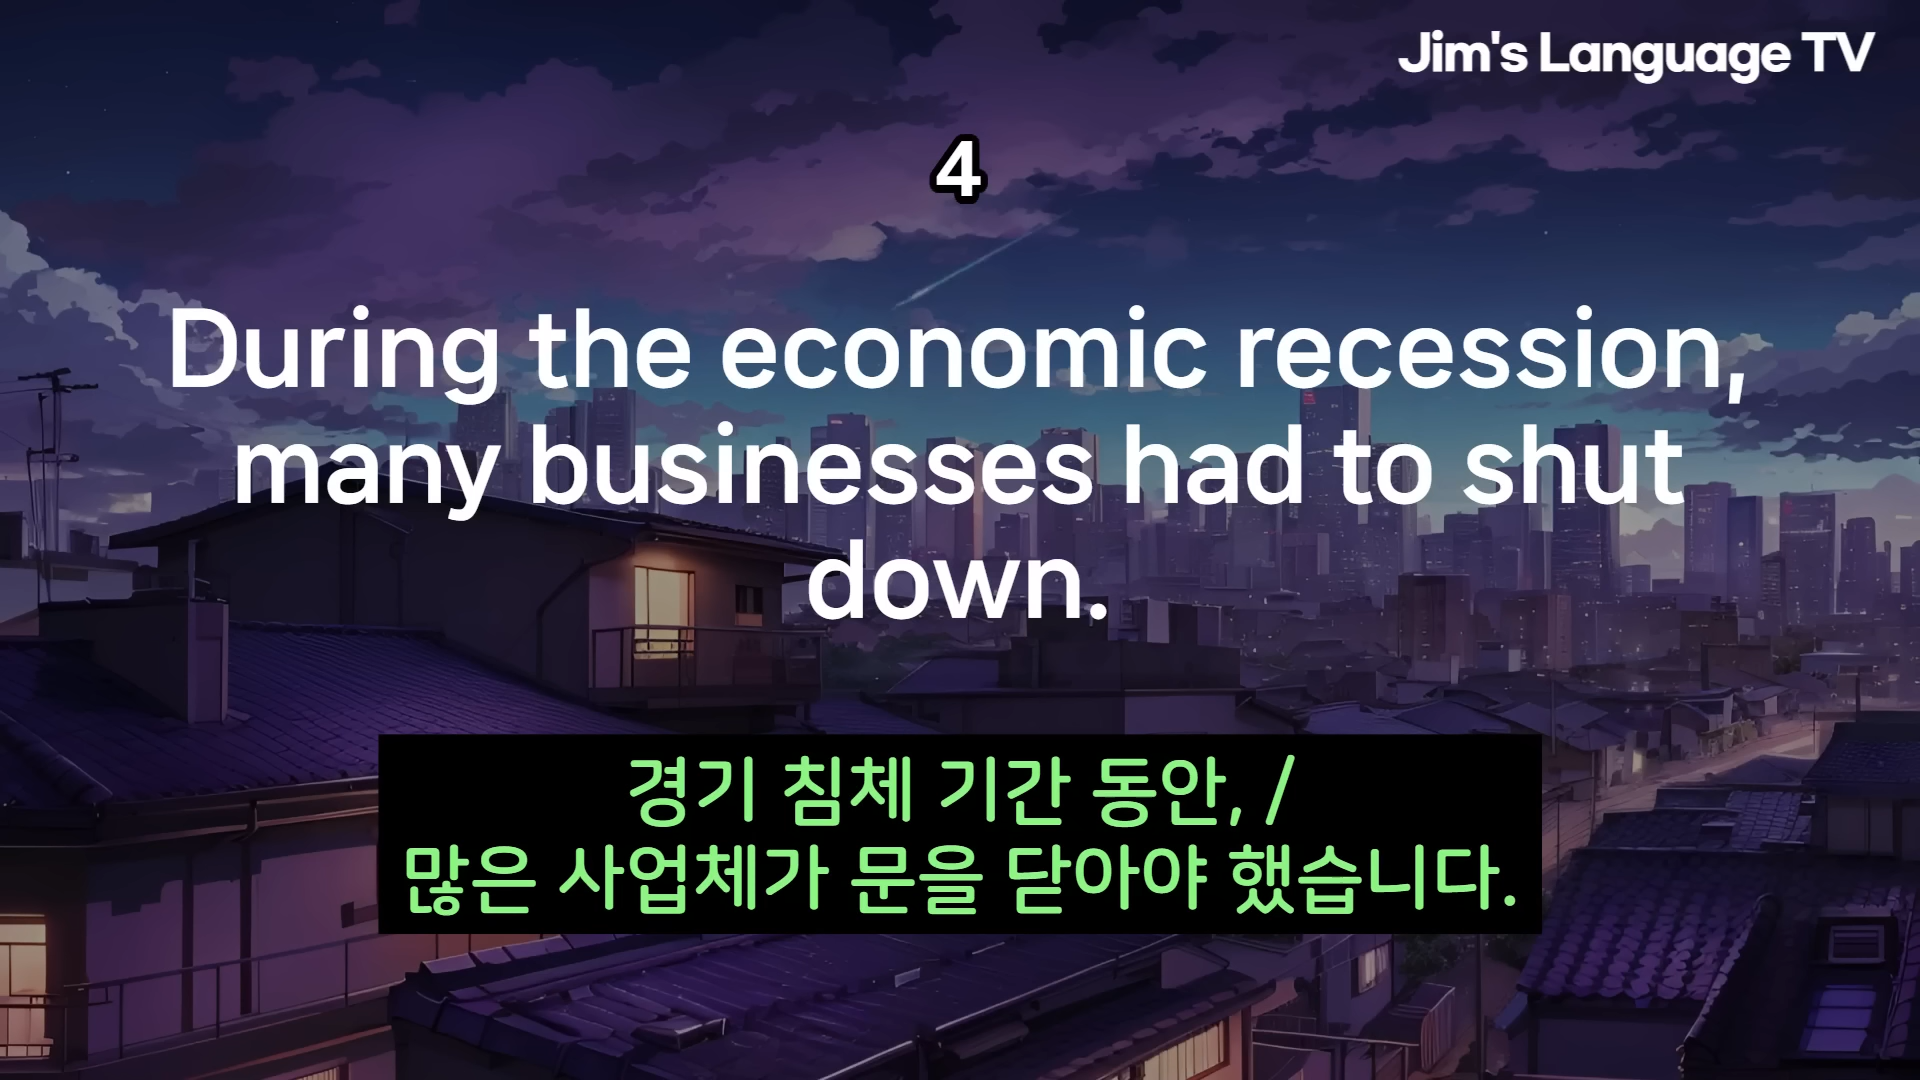 Jim's Language TV
4
During the economic recession,
many businesses had to shut
down.
경기 침체 기간 동안, /
많은 사업체가 문을 닫아야 했습니다.